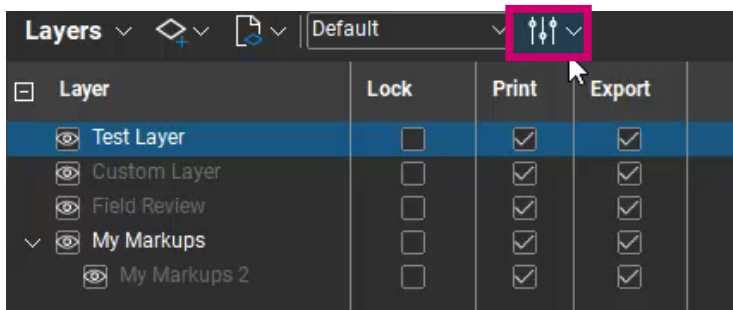 Layers Default
Layer Lock Print Export
Test Layer
Custom Layer
Field Review
My Markups
My Markups 2